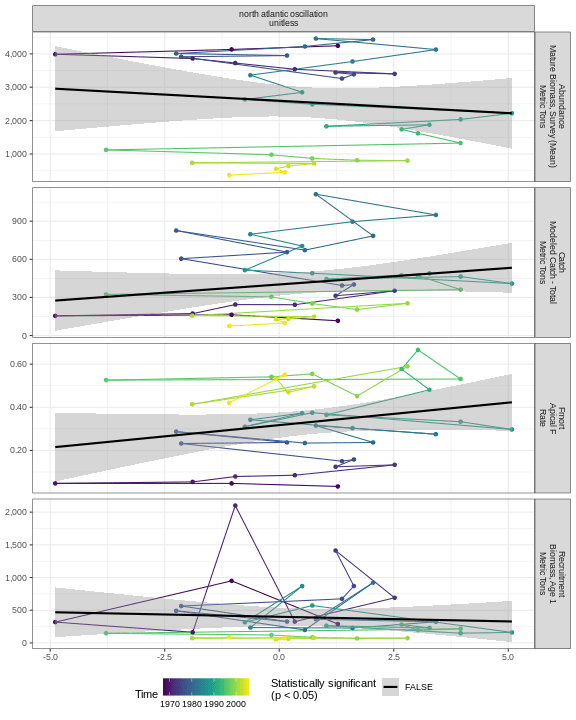 north atlantic oscillation
unitless
4,000
3,000
2,000
1,000
Abundance
Mature Biomass, Survey (Mean)
Metric Tons
900
600
300
0
Catch
Modeled Catch - Total
Metric Tons
0.60
0.40
0.20
Fmort
Apical F
Rate
2,000
1,500
1,000
500
0
Recruitment
Biomass, Age 1
Metric Tons
-5.0
-2.5
0.0
2.5
5.0
Time
1970 1980 1990 2000
Statistically significant
(p < 0.05)
FALSE